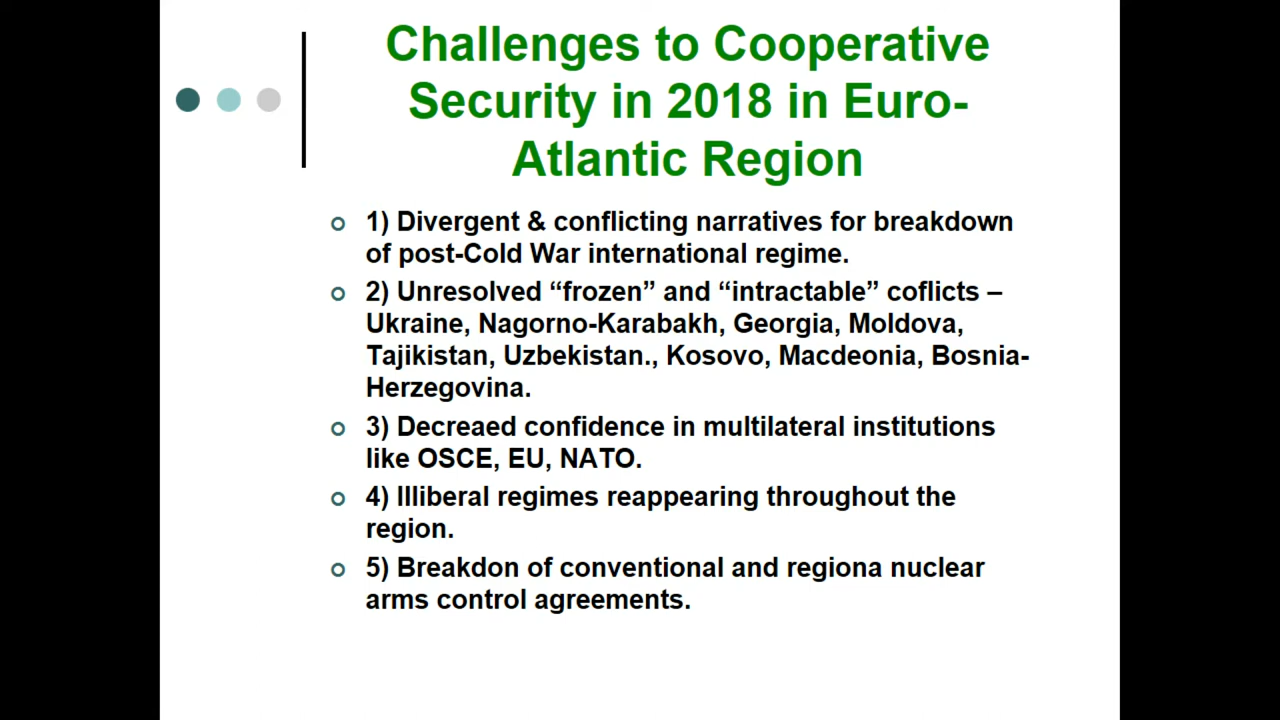 Challenges to Cooperative
Security in 2018 in Euro-
Atlantic Region
1) Divergent & conflicting narratives for breakdown
of post-Cold War international regime.
2) Unresolved “frozen” and “intractable” coflicts –
Ukraine, Nagorno-Karabakh, Georgia, Moldova,
Tajikistan, Uzbekistan., Kosovo, Macdeonia, Bosnia-
Herzegovina.
3) Decreaed confidence in multilateral institutions
like OSCE, EU, NATO.
4) Illiberal regimes reappearing throughout the
region.
5) Breakdon of conventional and regiona nuclear
arms control agreements.